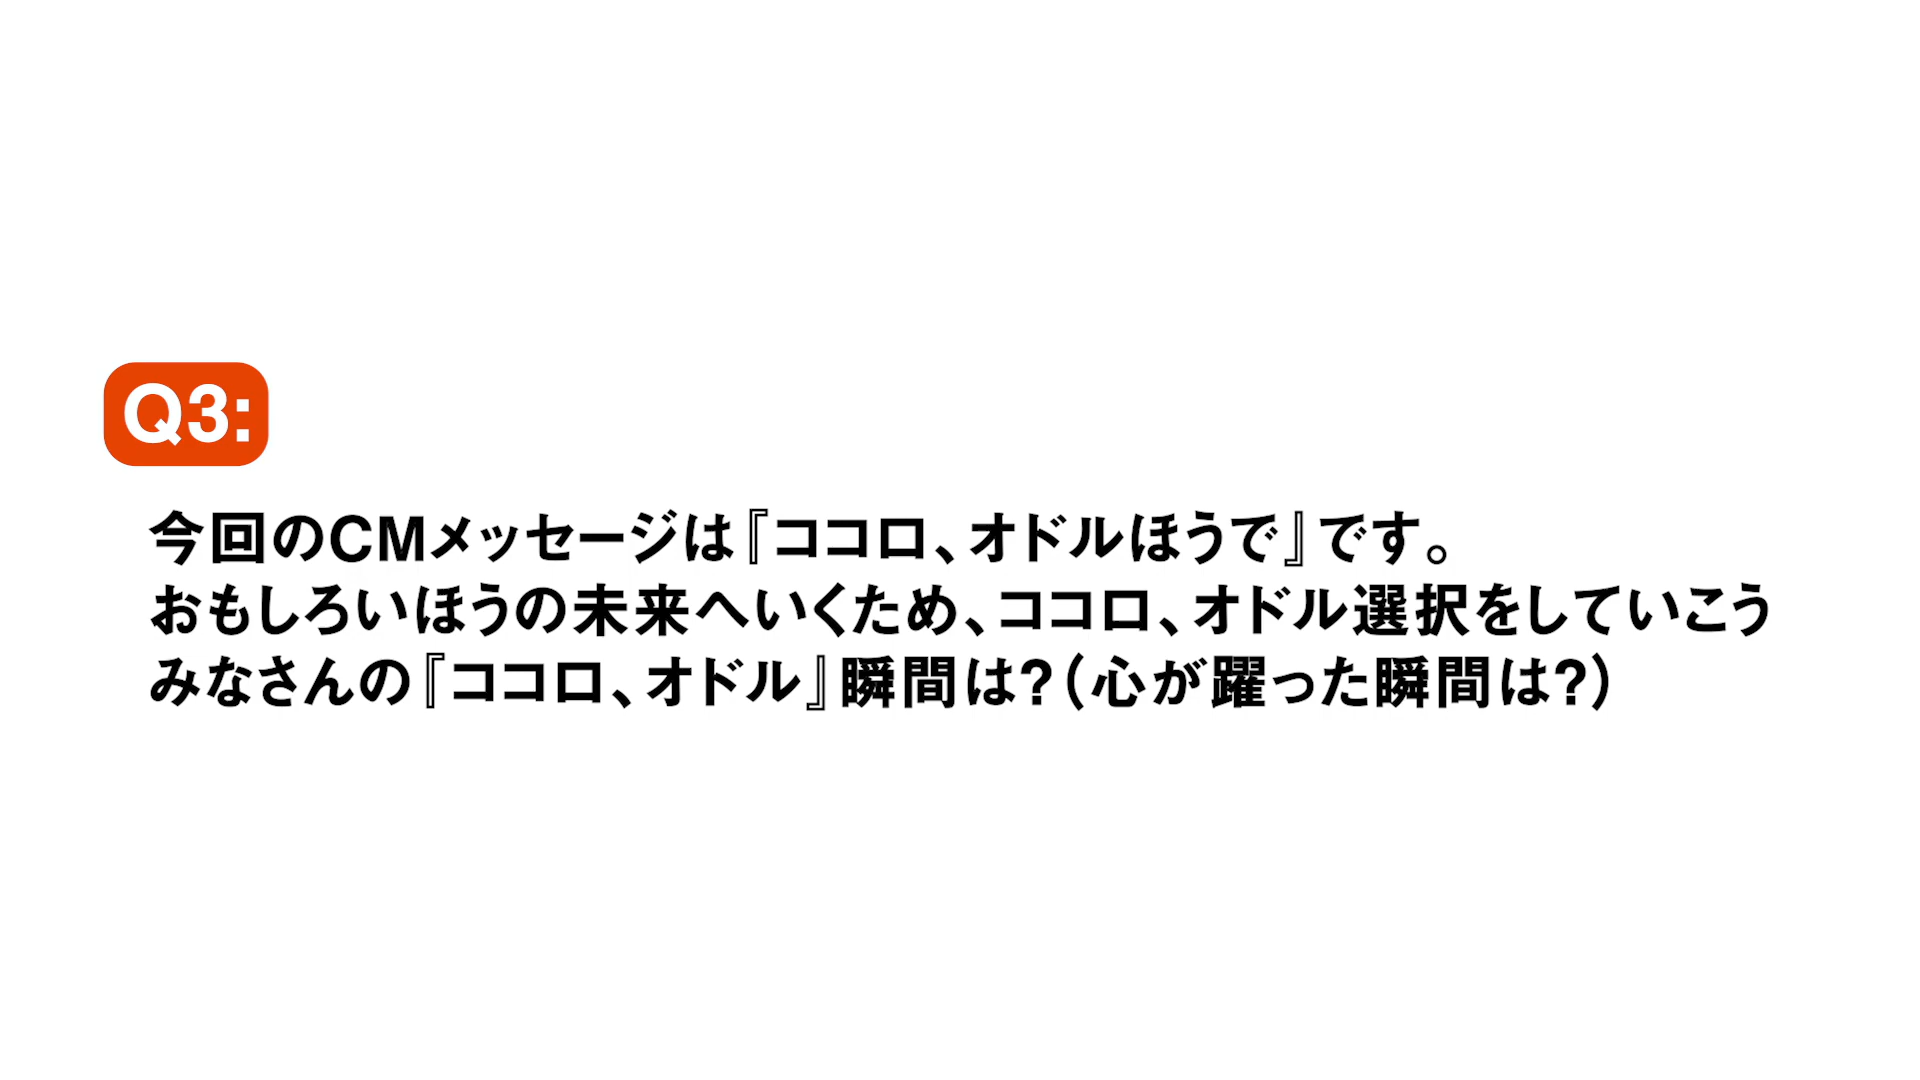 Q3:
今回のCMメッセージは『ココロ、オドルほうで』です。
おもしろいほうの未来へいくため、ココロ、オドル選択をしていこう
みなさんの『ココロ、オドル』瞬間は?(心が躍った瞬間は?)